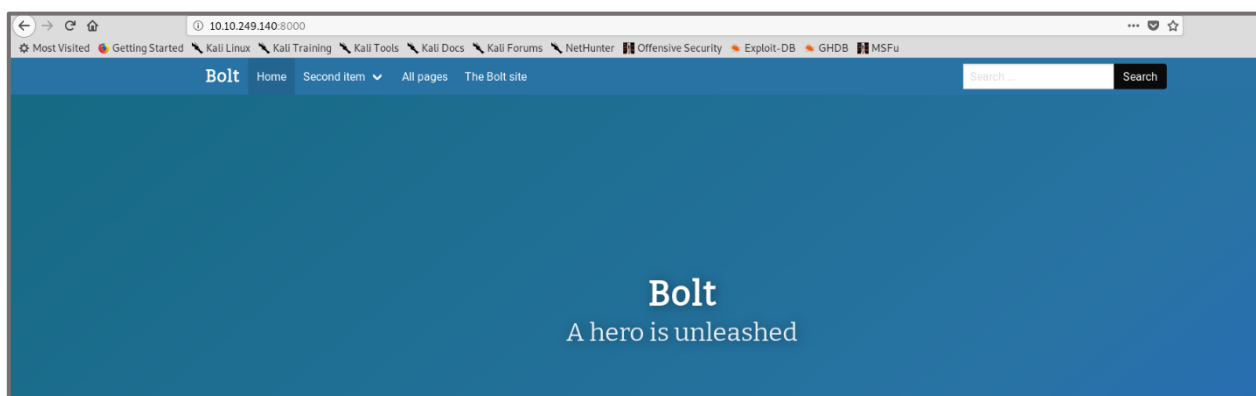 10.10.249.140:8000
Most Visited Getting Started Kali Linux Kali Training Kali Tools Kali Docs Kali Forums NetHunter Offensive Security Exploit-DB GHDB MSFu
Bolt Home Second item All pages The Bolt site Search ... Search
Bolt
A hero is unleashed